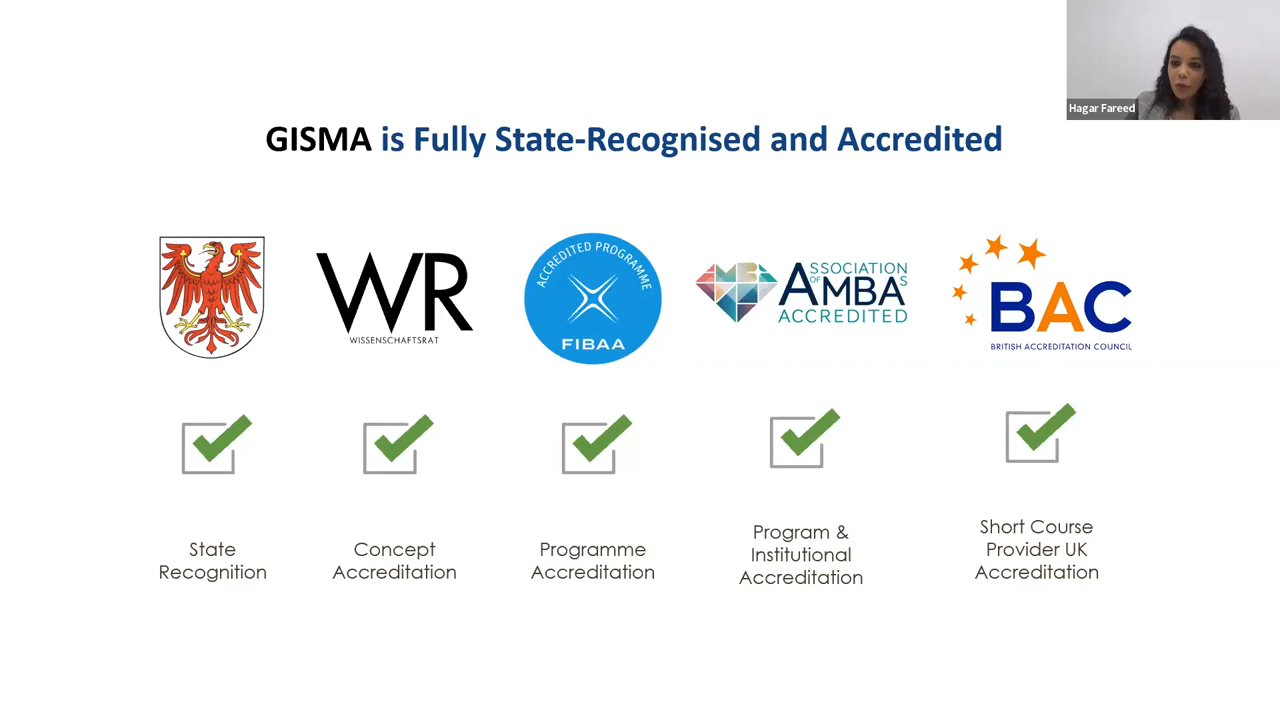 Hagar Fareed
GISMA is Fully State-Recognised and Accredited
WR
WISSENSCHAFTSRAT
ACCREDITED PROGRAMME
FIBAA
ASSOCIATION
OF AMBAS
ACCREDITED
BAC
BRITISH ACCREDITATION COUNCIL
State
Recognition
Concept
Accreditation
Programme
Accreditation
Program &
Institutional
Accreditation
Short Course
Provider UK
Accreditation